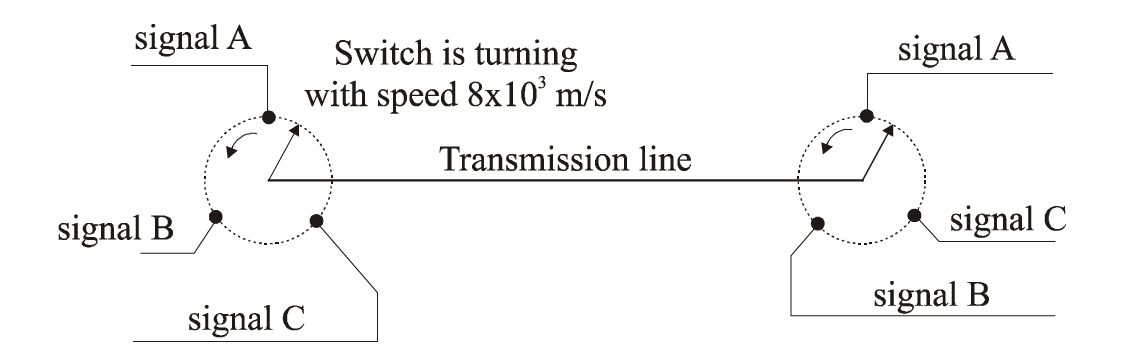 signal A
Switch is turning
with speed 8x10³ m/s
signal A
Transmission line
signal B
signal C
signal C
signal B